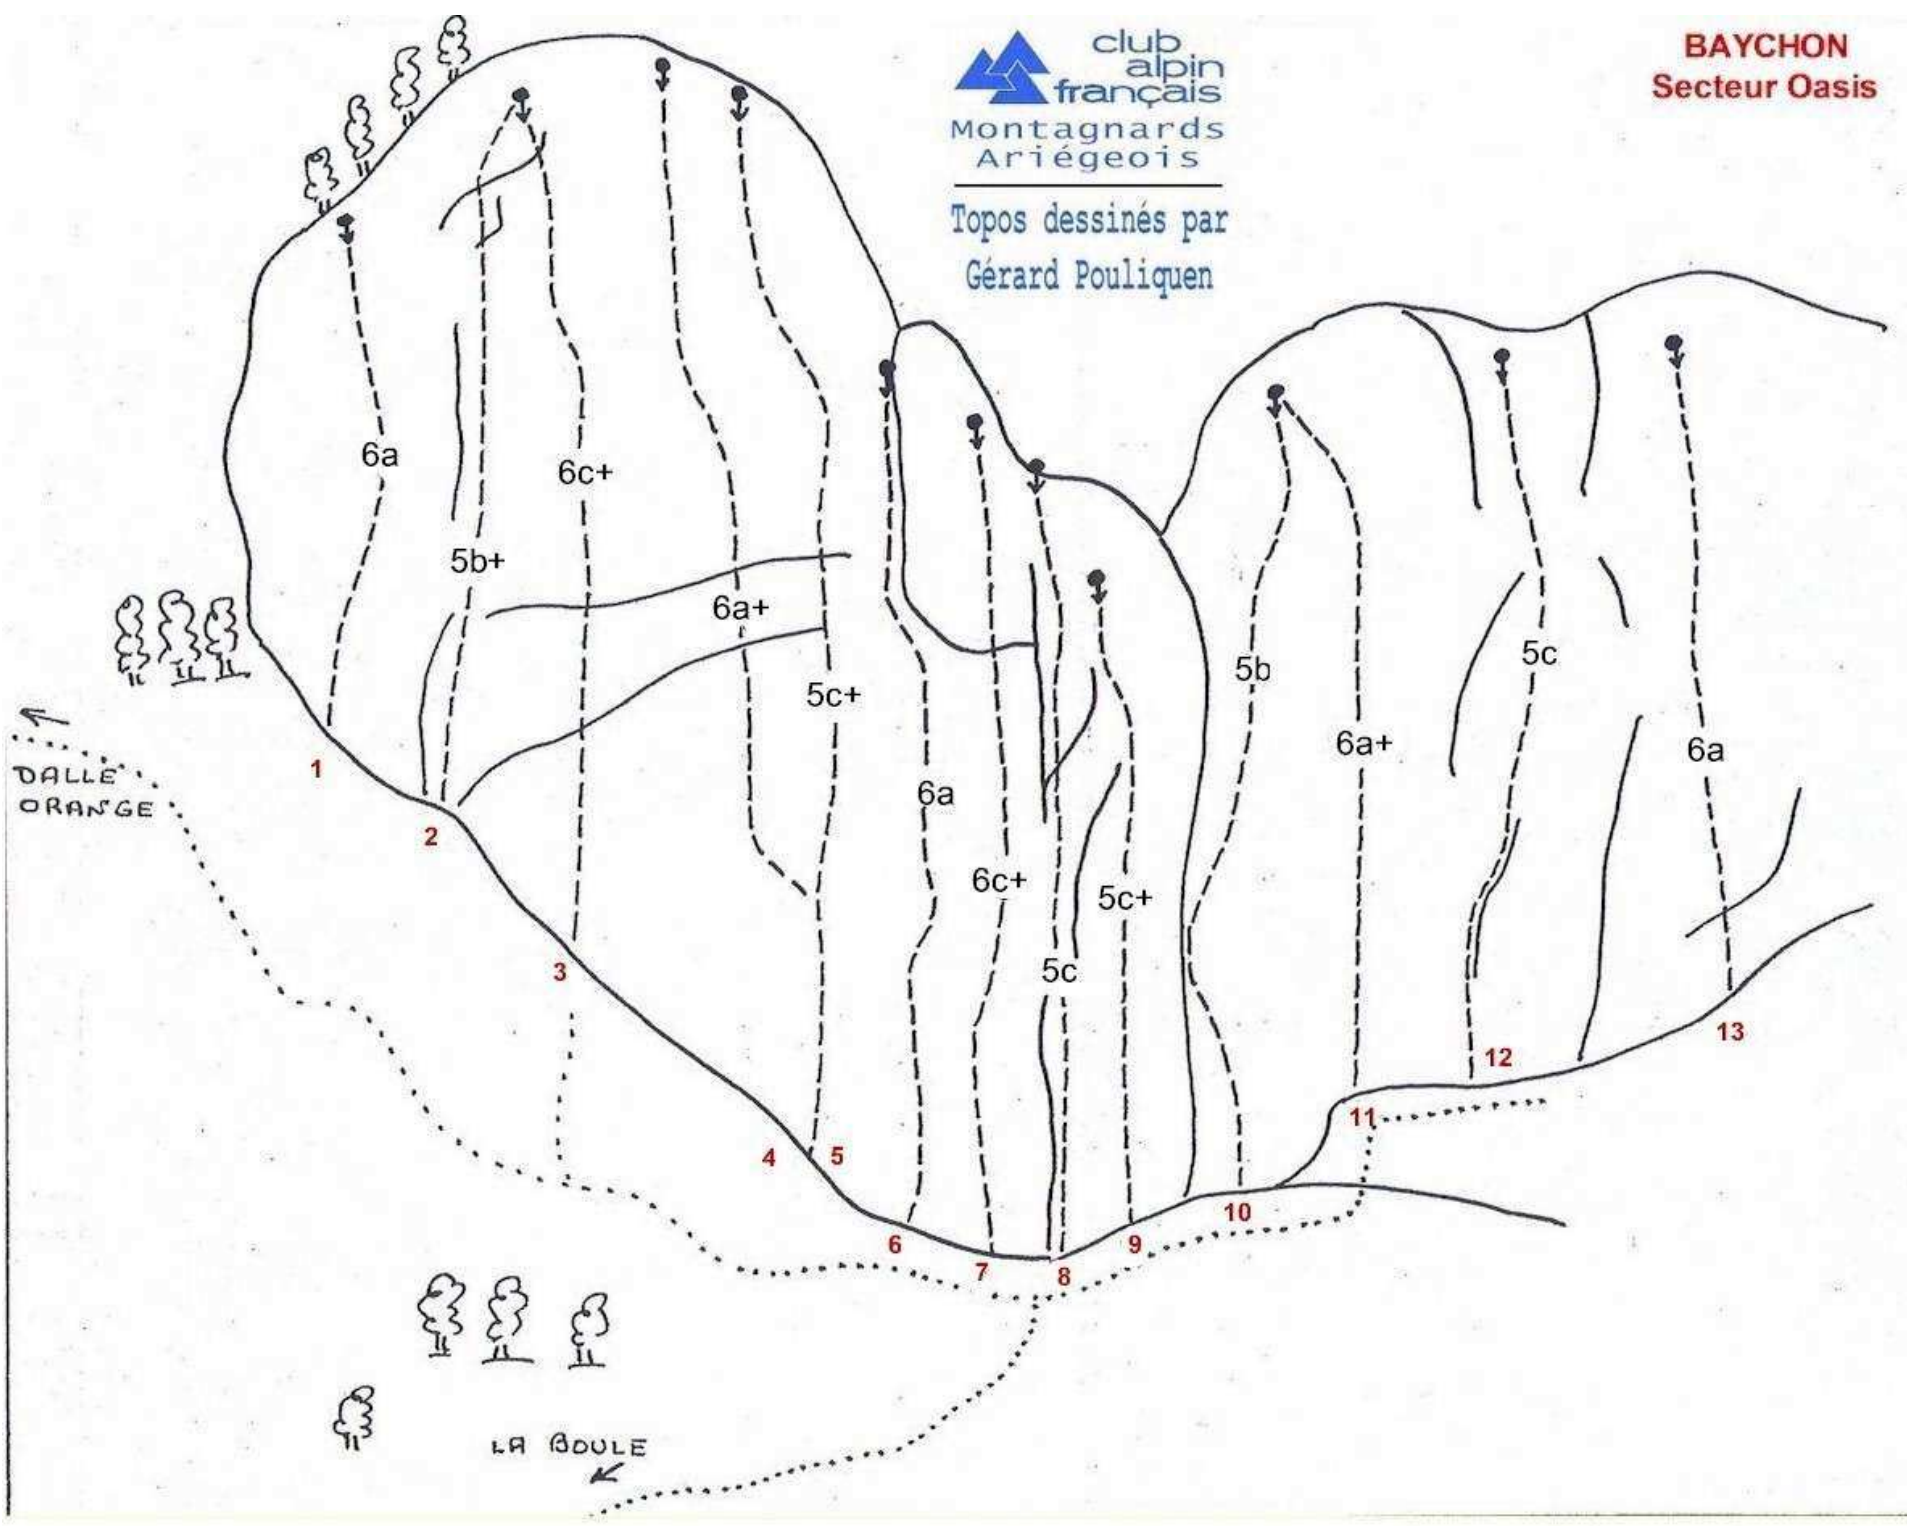 club
alpin
français
Montagnards
Ariégeois
Topos dessinés par
Gérard Pouliquen
BAYCHON
Secteur Oasis
6a
6c+
5b+
6a+
5c+
5b
5c
6a+
6a
6a
6c+
5c+
5c
DALLE
ORANGE
1
2
3
4
5
6
7
8
9
10
11
12
13
LA BOULE